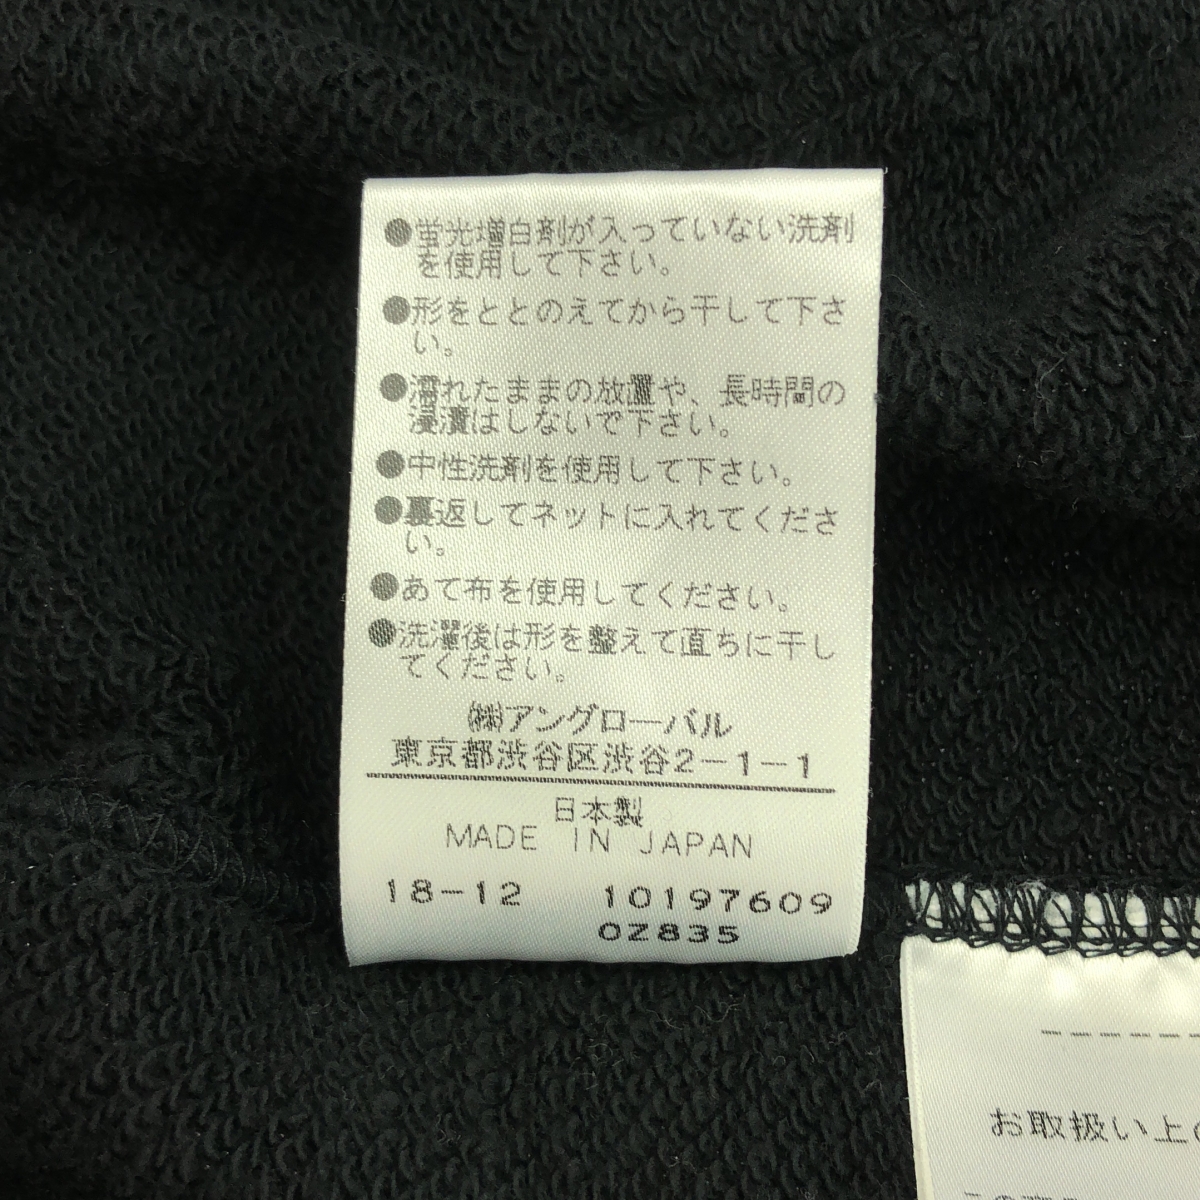 ●蛍光増白剤が入っていない洗剤
を使用して下さい。
●形をととのえてから干して下さ
い。
●濡れたままの放置や、長時間の
浸漬はしないで下さい。
●中性洗剤を使用して下さい。
●裏返してネットに入れてくださ
い。
●あて布を使用してください。
●洗濯後は形を整えて直ちに干し
てください。
㈱アングローバル
東京都渋谷区渋谷2-1-1
日本製
MADE IN JAPAN
18-12 10197609
OZ835
お取扱い上の